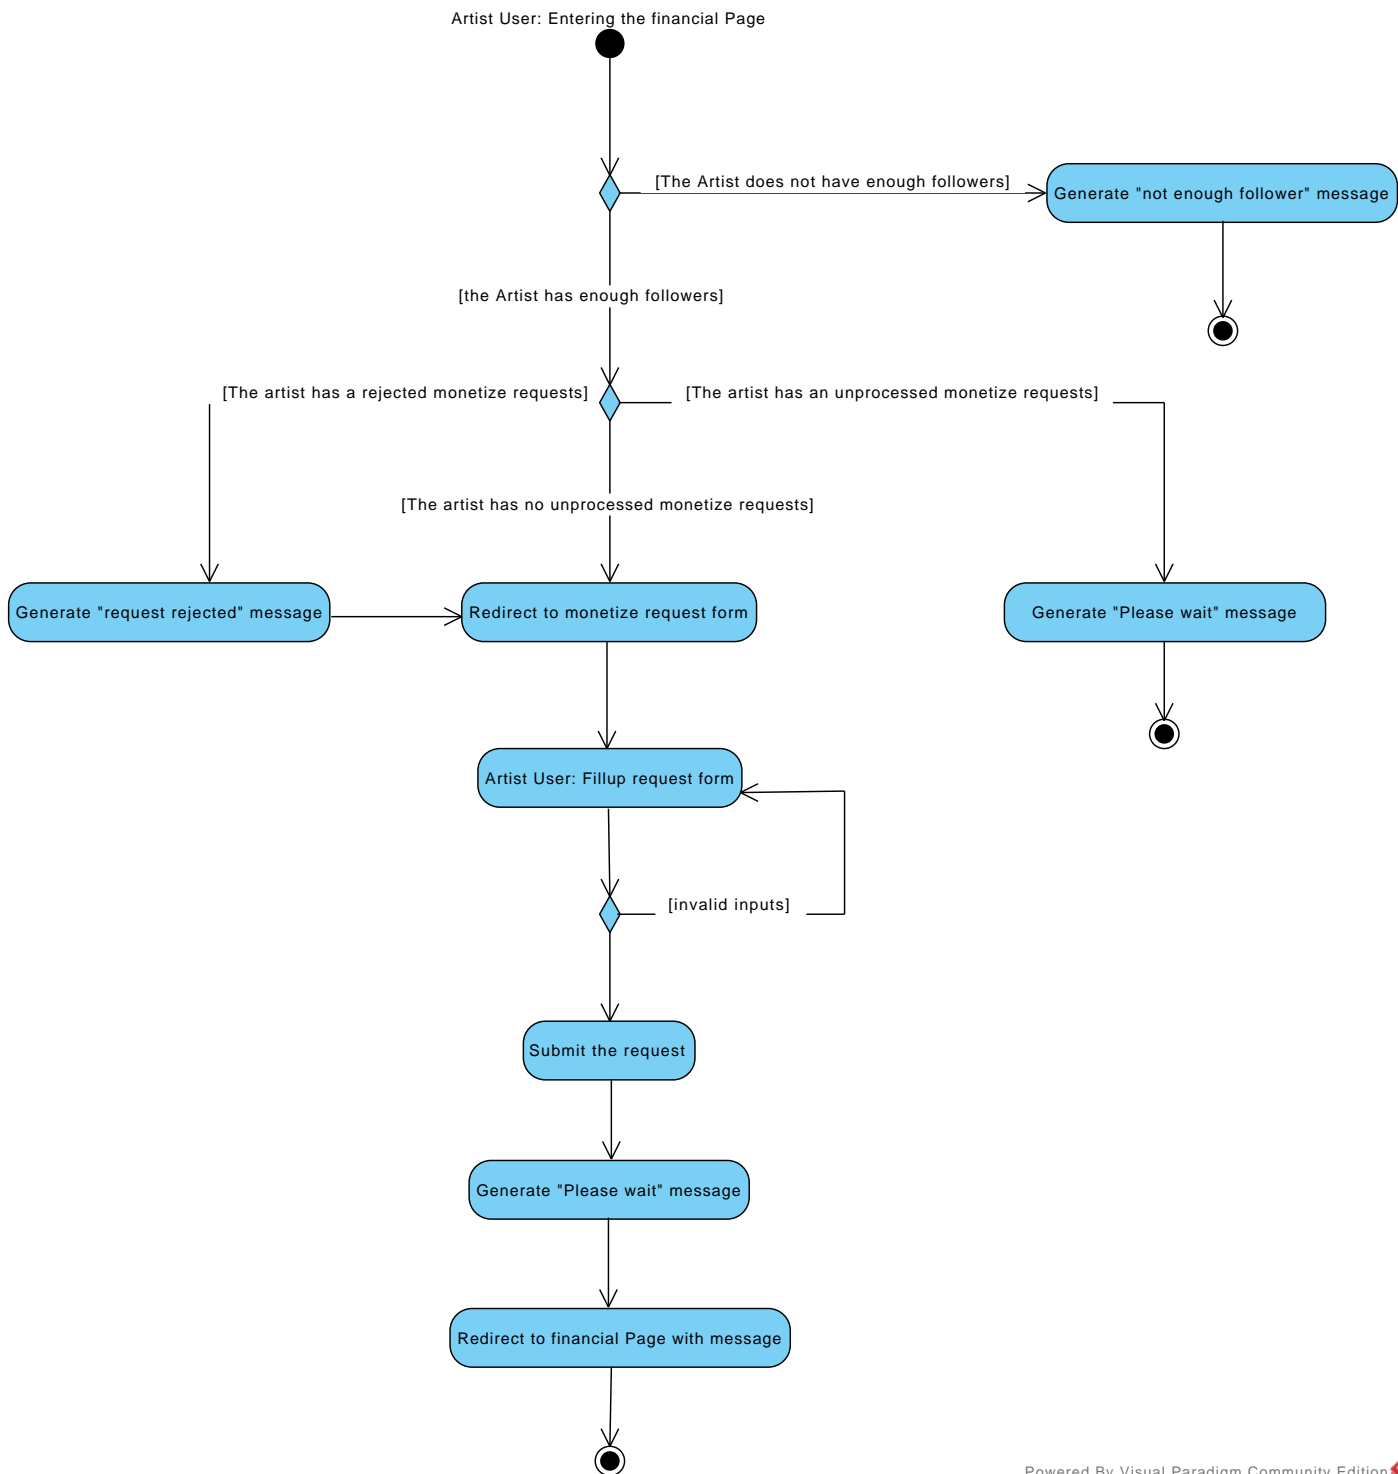 Artist User: Entering the financial Page
[The Artist does not have enough followers]
Generate "not enough follower" message
[the Artist has enough followers]
[The artist has a rejected monetize requests]
[The artist has an unprocessed monetize requests]
[The artist has no unprocessed monetize requests]
Generate "request rejected" message
Redirect to monetize request form
Generate "Please wait" message
Artist User: Fillup request form
[invalid inputs]
Submit the request
Generate "Please wait" message
Redirect to financial Page with message
Powered By Visual Paradigm Community Edition